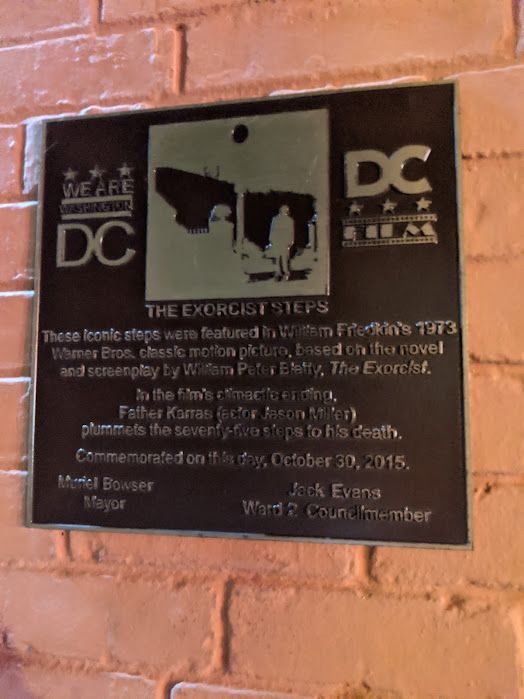 WE ARE
WASHINGTON
DC
DC
FILM
THE EXORCIST STEPS
These iconic steps were featured in William Friedkin's 1973
Warner Bros. classic motion picture, based on the novel
and screenplay by William Peter Blatty, The Exorcist.
In the film's climactic ending,
Father Karras (actor Jason Miller)
plummets the seventy-five steps to his death.
Commemorated on this day, October 30, 2015.
Muriel Bowser
Mayor
Jack Evans
Ward 2 Councilmember